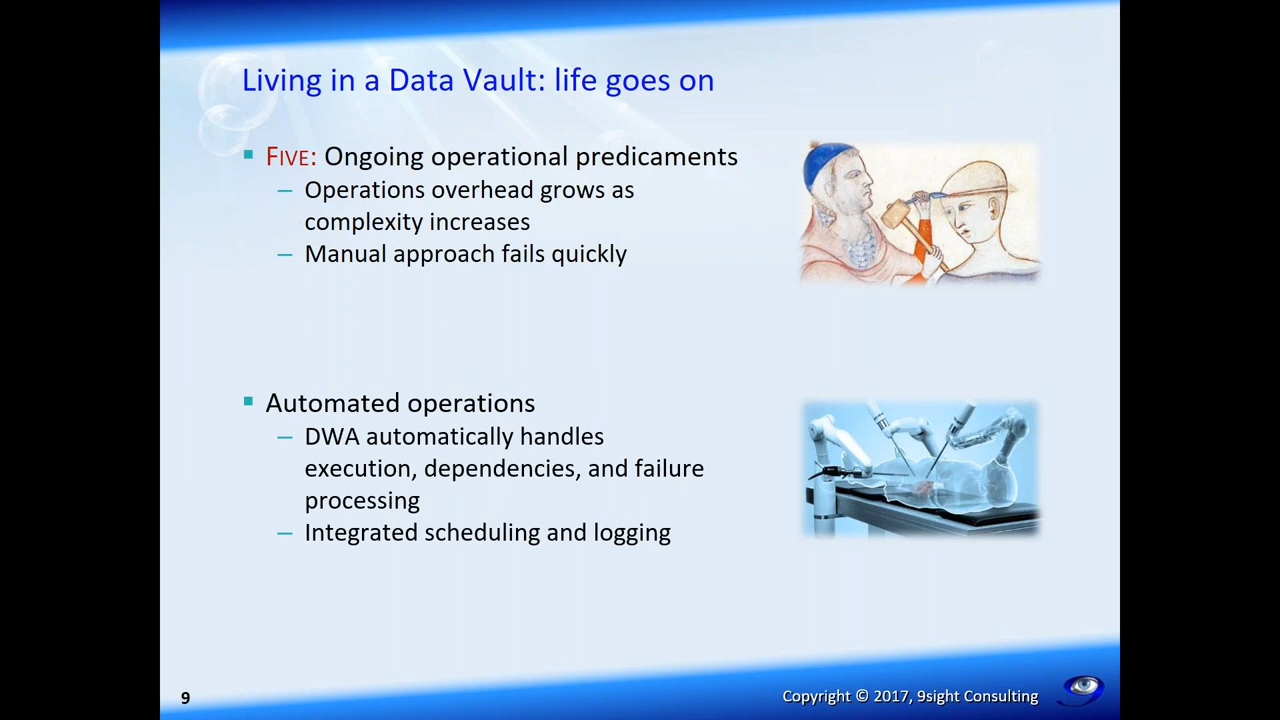 Living in a Data Vault: life goes on
▪ FIVE: Ongoing operational predicaments
– Operations overhead grows as
complexity increases
– Manual approach fails quickly
▪ Automated operations
– DWA automatically handles
execution, dependencies, and failure
processing
– Integrated scheduling and logging
9
Copyright © 2017, 9sight Consulting